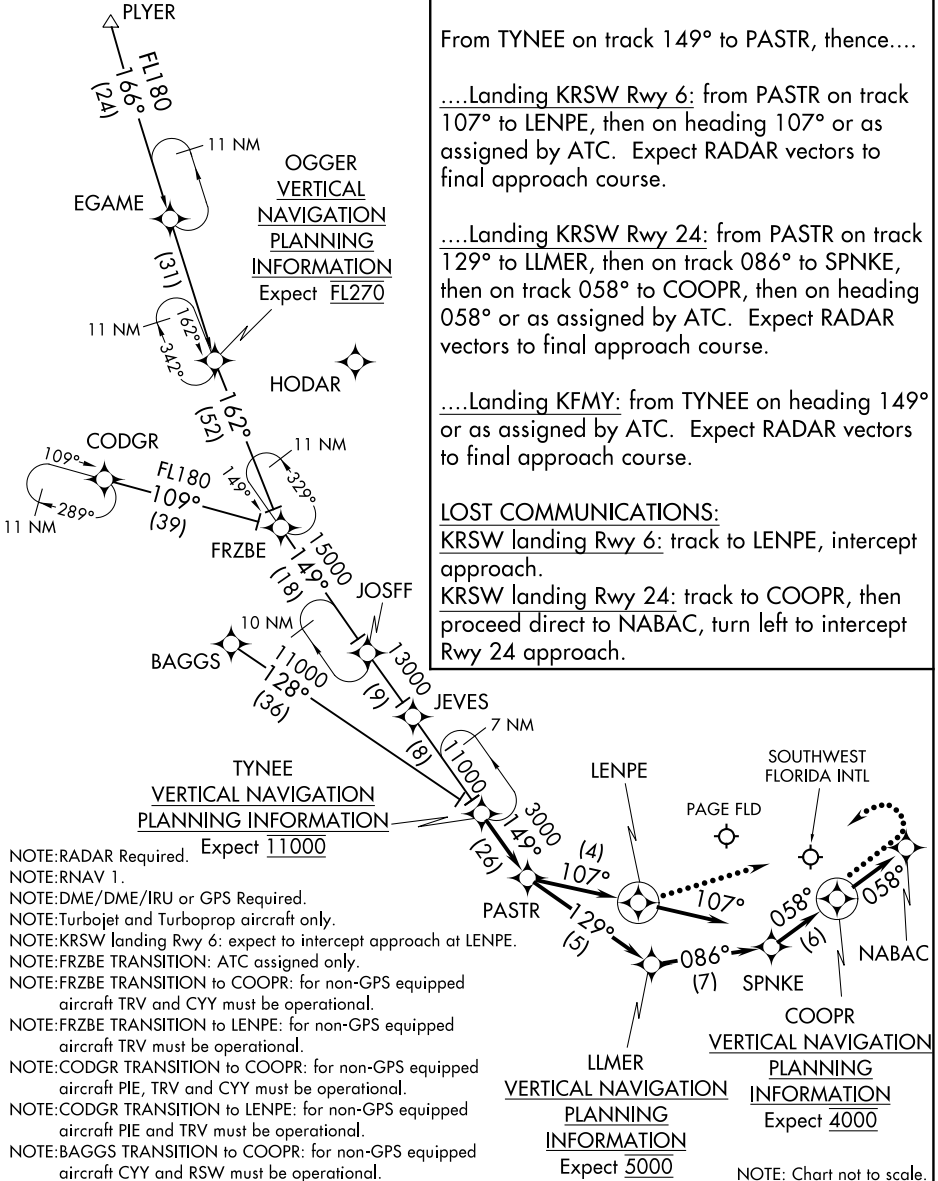 PLYER
FL180
166°
(24)
11 NM
EGAME
(31)
OGGER
VERTICAL
NAVIGATION
PLANNING
INFORMATION
Expect FL270
11 NM
162°
342°
HODAR
162°
(52)
CODGR
109°
289°
11 NM
FL180
109°
(39)
11 NM
329°
149°
FRZBE
15000
149°
(18)
JOSFF
10 NM
BAGGS
11000
128°
(36)
13000
(9)
JEVES
7 NM
(8)
11000
TYNEE
VERTICAL NAVIGATION
PLANNING INFORMATION
Expect 11000
3000
149°
(26)
PASTR
(4)
107°
LENPE
107°
129°
(5)
086°
(7)
SPNKE
058°
(6)
058°
NABAC
PAGE FLD
SOUTHWEST
FLORIDA INTL
LLMER
VERTICAL NAVIGATION
PLANNING
INFORMATION
Expect 5000
COOPR
VERTICAL NAVIGATION
PLANNING
INFORMATION
Expect 4000
From TYNEE on track 149° to PASTR, thence....
....Landing KRSW Rwy 6: from PASTR on track
107° to LENPE, then on heading 107° or as
assigned by ATC. Expect RADAR vectors to
final approach course.
....Landing KRSW Rwy 24: from PASTR on track
129° to LLMER, then on track 086° to SPNKE,
then on track 058° to COOPR, then on heading
058° or as assigned by ATC. Expect RADAR
vectors to final approach course.
....Landing KFMY: from TYNEE on heading 149°
or as assigned by ATC. Expect RADAR vectors
to final approach course.
LOST COMMUNICATIONS:
KRSW landing Rwy 6: track to LENPE, intercept
approach.
KRSW landing Rwy 24: track to COOPR, then
proceed direct to NABAC, turn left to intercept
Rwy 24 approach.
NOTE:RADAR Required.
NOTE:RNAV 1.
NOTE:DME/DME/IRU or GPS Required.
NOTE:Turbojet and Turboprop aircraft only.
NOTE:KRSW landing Rwy 6: expect to intercept approach at LENPE.
NOTE:FRZBE TRANSITION: ATC assigned only.
NOTE:FRZBE TRANSITION to COOPR: for non-GPS equipped
aircraft TRV and CYY must be operational.
NOTE:FRZBE TRANSITION to LENPE: for non-GPS equipped
aircraft TRV must be operational.
NOTE:CODGR TRANSITION to COOPR: for non-GPS equipped
aircraft PIE, TRV and CYY must be operational.
NOTE:CODGR TRANSITION to LENPE: for non-GPS equipped
aircraft PIE and TRV must be operational.
NOTE:BAGGS TRANSITION to COOPR: for non-GPS equipped
aircraft CYY and RSW must be operational.
NOTE: Chart not to scale.